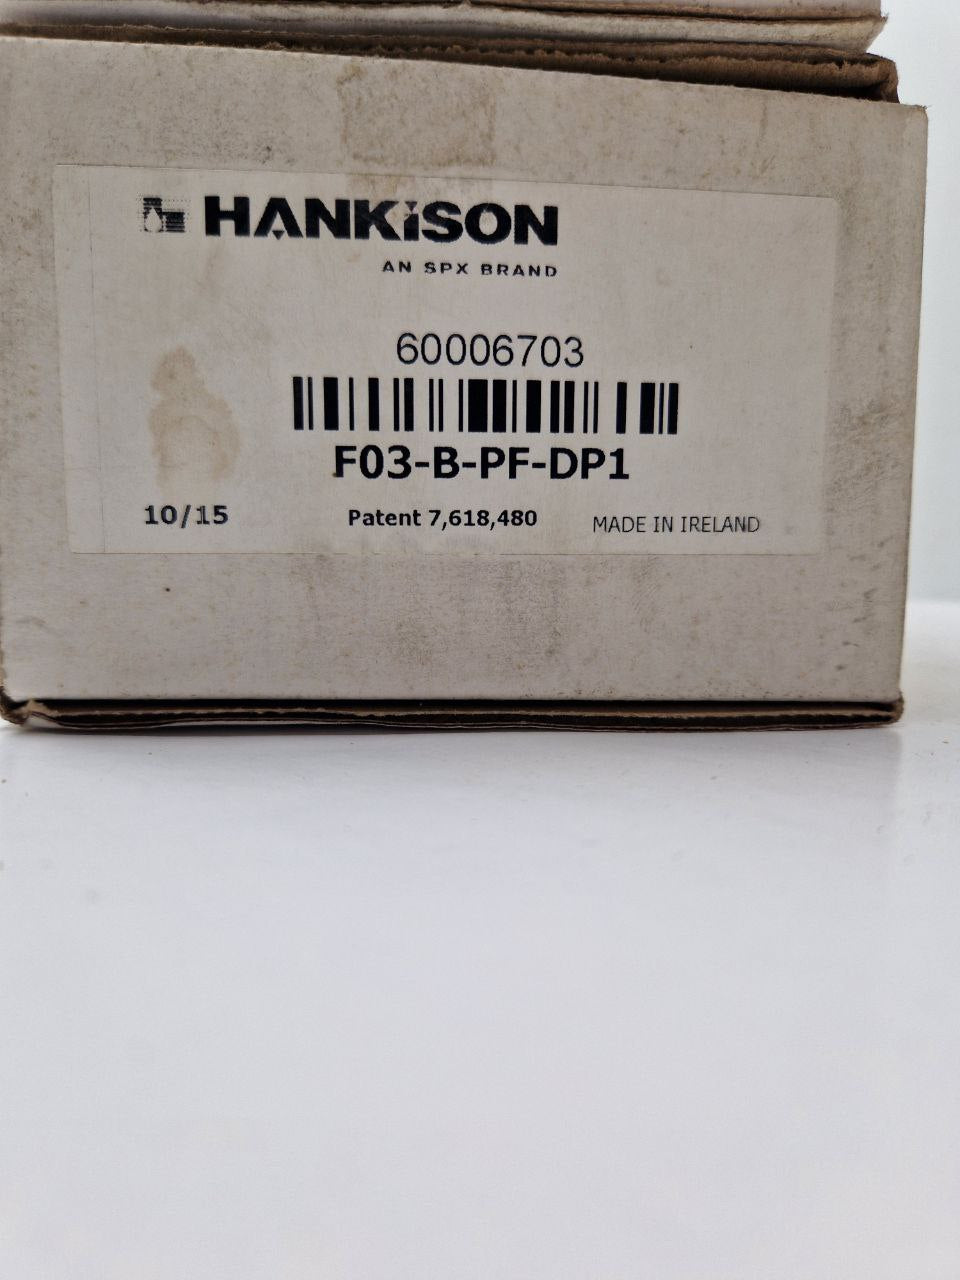 HANKiSON
AN SPX BRAND
60006703
F03-B-PF-DP1
10/15 Patent 7,618,480 MADE IN IRELAND